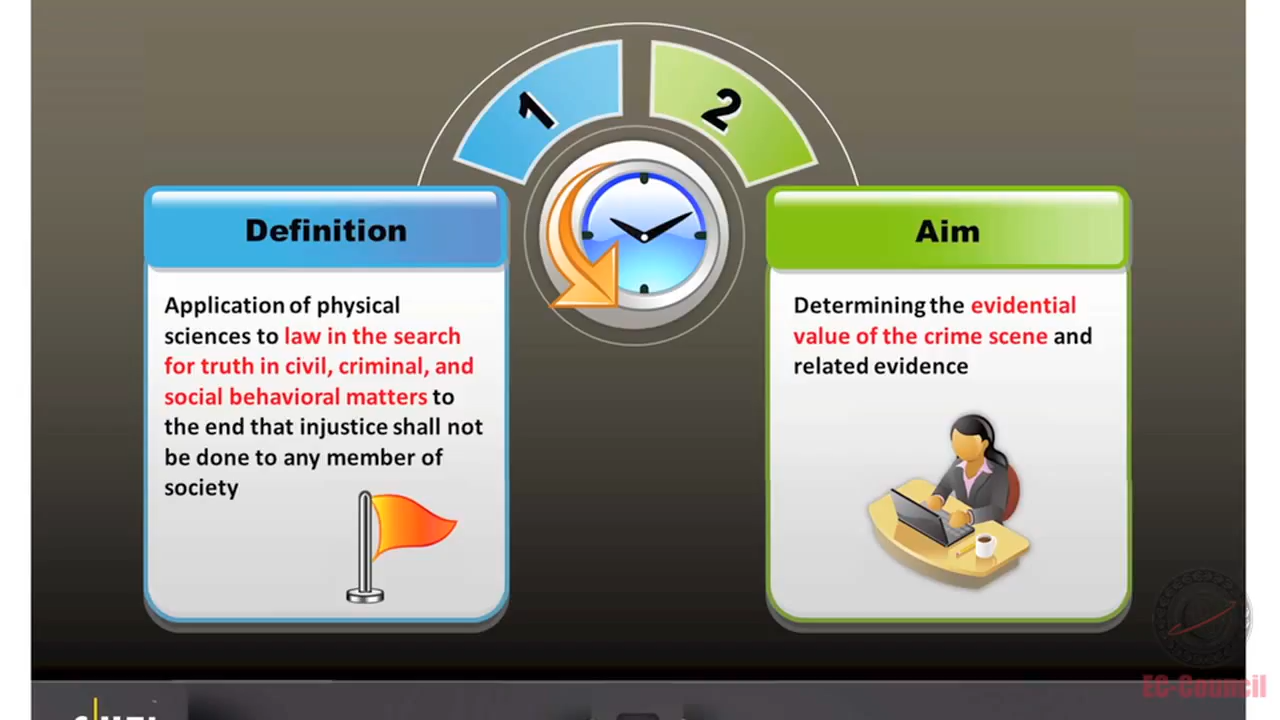 1
2
Definition
Application of physical
sciences to law in the search
for truth in civil, criminal, and
social behavioral matters to
the end that injustice shall not
be done to any member of
society
Aim
Determining the evidential
value of the crime scene and
related evidence
EC-Council